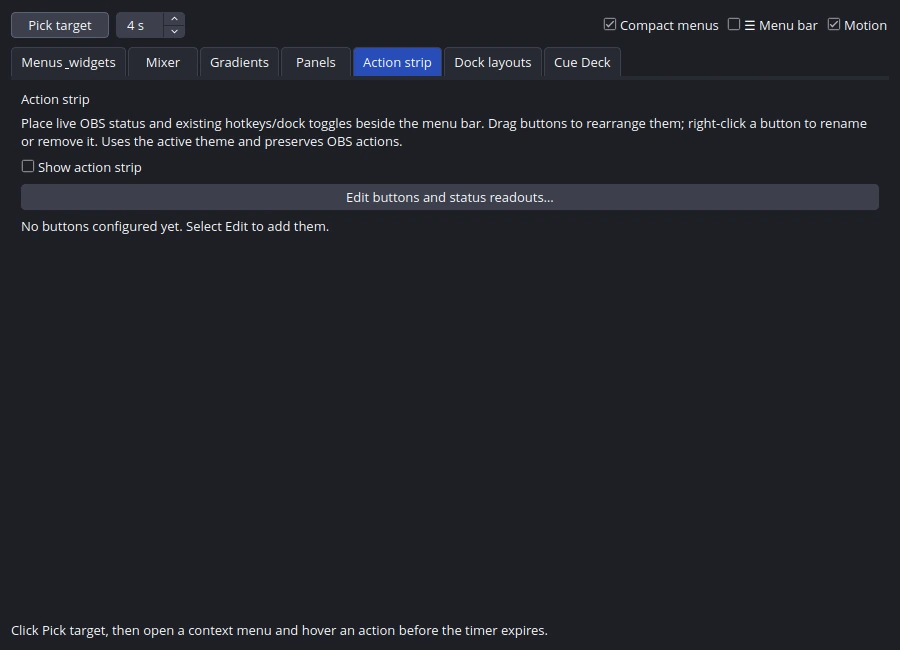 Pick target 4 s Compact menus ☰ Menu bar Motion
Menus_widgets Mixer Gradients Panels Action strip Dock layouts Cue Deck
Action strip
Place live OBS status and existing hotkeys/dock toggles beside the menu bar. Drag buttons to rearrange them; right-click a button to rename
or remove it. Uses the active theme and preserves OBS actions.
Show action strip
Edit buttons and status readouts...
No buttons configured yet. Select Edit to add them.
Click Pick target, then open a context menu and hover an action before the timer expires.